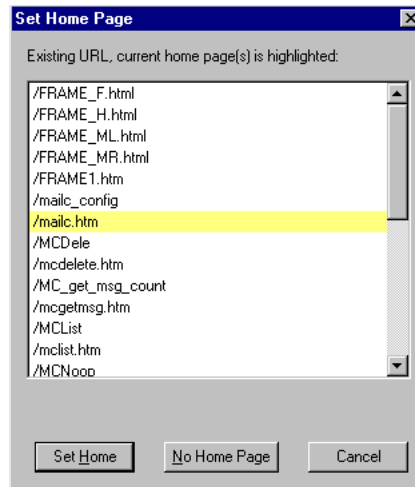 Set Home Page
Existing URL, current home page(s) is highlighted:
/FRAME_F.html
/FRAME_H.html
/FRAME_ML.html
/FRAME_MR.html
/FRAME1.htm
/mailc_config
/mailc.htm
/MCDele
/mcdelete.htm
/MC_get_msg_count
/mcgetmsg.htm
/MCList
/mclist.htm
/MCNoop
Set Home
No Home Page
Cancel